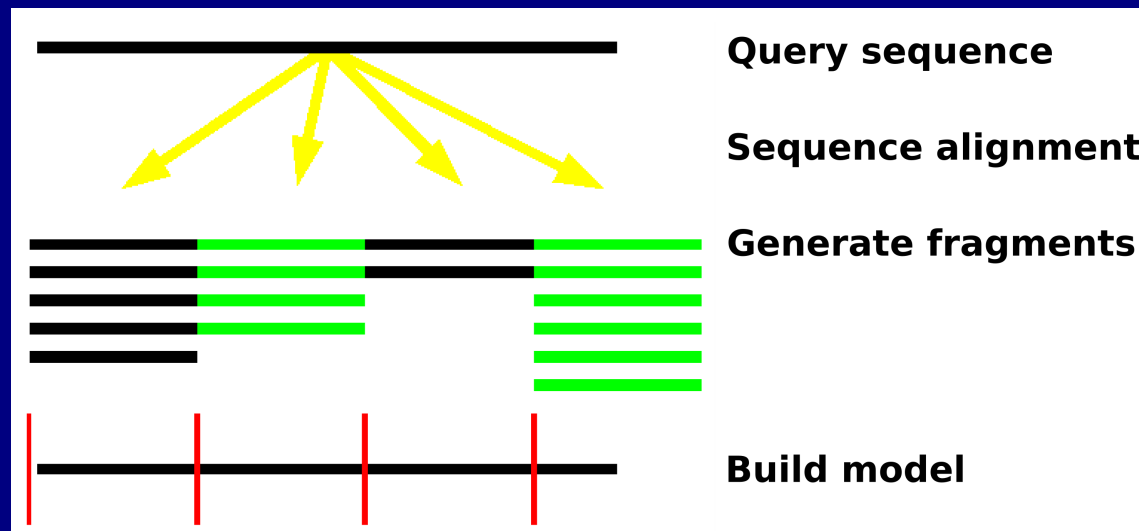 Query sequence
Sequence alignment
Generate fragments
Build model